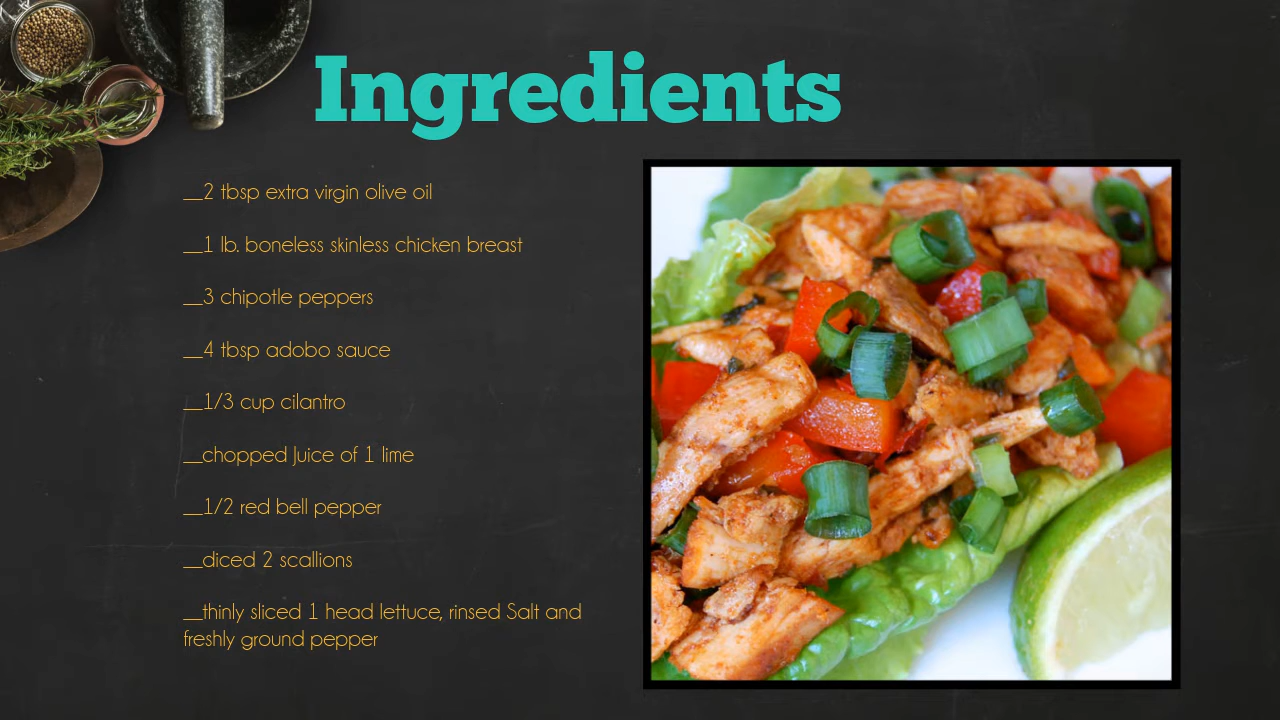 Ingredients
__2 tbsp extra virgin olive oil
__1 lb. boneless skinless chicken breast
__3 chipotle peppers
__4 tbsp adobo sauce
__1/3 cup cilantro
__chopped Juice of 1 lime
__1/2 red bell pepper
__diced 2 scallions
__thinly sliced 1 head lettuce, rinsed Salt and
freshly ground pepper